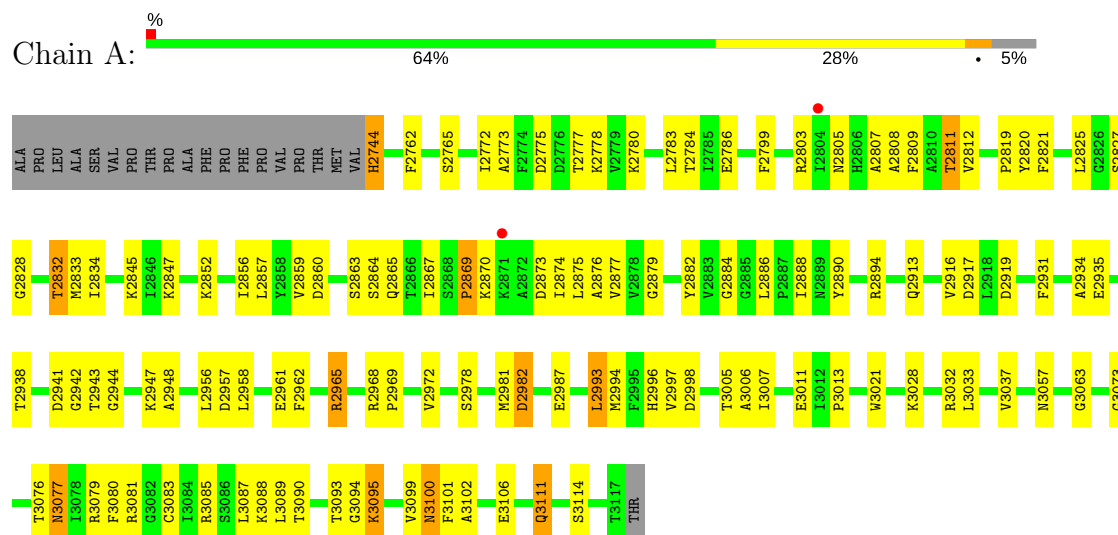 %
Chain A:
64% 28% • 5%
ALA PRO LEU ALA SER VAL PRO THR PRO ALA PHE PRO PHE PRO VAL PRO THR MET VAL H2744 F2762 S2765 I2772 A2773 F2774 D2775 D2776 T2777 K2778 V2779 K2780 L2783 T2784 I2785 E2786 F2799 R2803 I2804 N2805 H2806 A2807 A2808 F2809 A2810 T2811 V2812 P2819 Y2820 F2821 L2825 G2826 S2827
G2828 T2832 M2833 I2834 K2845 I2846 K2847 K2852 I2856 L2857 Y2858 V2859 D2860 S2863 S2864 Q2865 T2866 I2867 S2868 P2869 K2870 K2871 A2872 D2873 I2874 L2875 A2876 V2877 V2878 G2879 Y2882 V2883 G2884 G2885 L2886 P2887 I2888 N2889 Y2890 R2894 Q2913 V2916 D2917 L2918 D2919 F2931 A2934 E2935
T2938 D2941 G2942 T2943 G2944 K2947 A2948 L2956 D2957 L2958 E2961 F2962 R2965 R2968 P2969 V2972 S2978 M2981 D2982 E2987 L2993 M2994 F2995 H2996 V2997 D2998 T3005 A3006 I3007 E3011 I3012 P3013 W3021 K3028 R3032 L3033 V3037 N3057 G3063
T3076 N3077 I3078 R3079 F3080 R3081 G3082 C3083 I3084 R3085 S3086 L3087 K3088 L3089 T3090 T3093 G3094 K3095 V3099 N3100 F3101 A3102 E3106 Q3111 S3114 T3117 THR